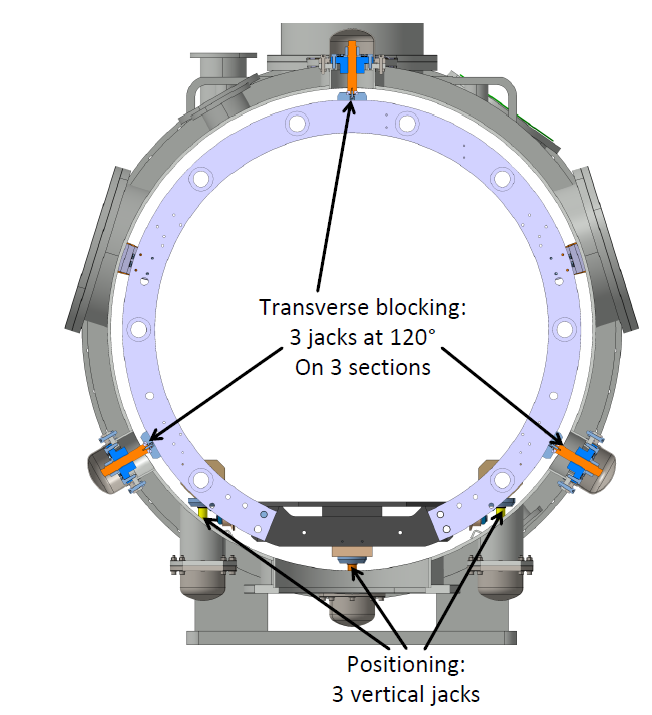 Transverse blocking:
3 jacks at 120°
On 3 sections
Positioning:
3 vertical jacks